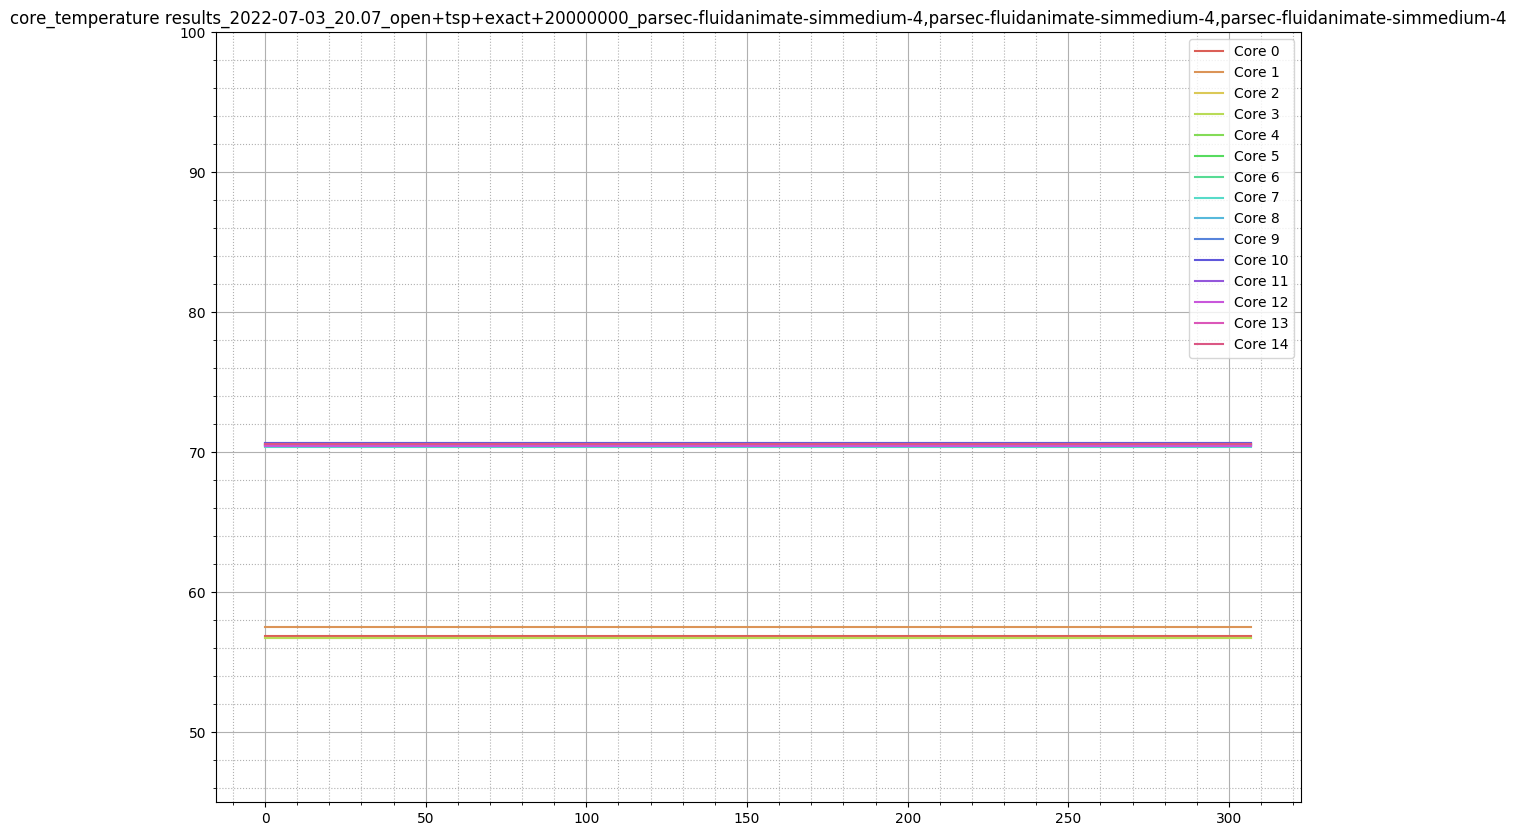 core_temperature results_2022-07-03_20.07_open+tsp+exact+20000000_parsec-fluidanimate-simmedium-4,parsec-fluidanimate-simmedium-4,parsec-fluidanimate-simmedium-4
100
90
80
70
60
50
Core 0
Core 1
Core 2
Core 3
Core 4
Core 5
Core 6
Core 7
Core 8
Core 9
Core 10
Core 11
Core 12
Core 13
Core 14
0 50 100 150 200 250 300